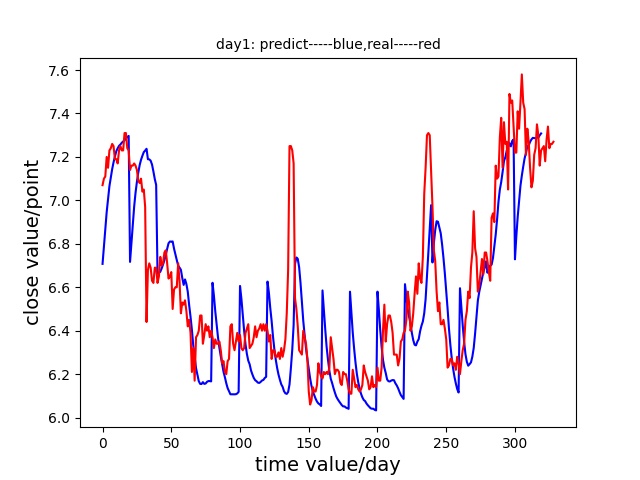 day1: predict-----blue,real-----red
7.6
7.4
7.2
7.0
6.8
6.6
6.4
6.2
6.0
close value/point
0 50 100 150 200 250 300
time value/day